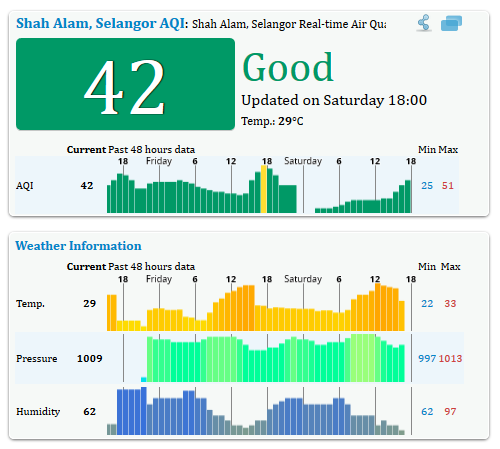 Shah Alam, Selangor AQI: Shah Alam, Selangor Real-time Air Qua
42
Good
Updated on Saturday 18:00
Temp.: 29°C
Current Past 48 hours data Min Max
18 Friday 6 12 18 Saturday 6 12 18
AQI 42 25 51
Weather Information
Current Past 48 hours data Min Max
18 Friday 6 12 18 Saturday 6 12 18
Temp. 29 22 33
Pressure 1009 997 1013
Humidity 62 62 97